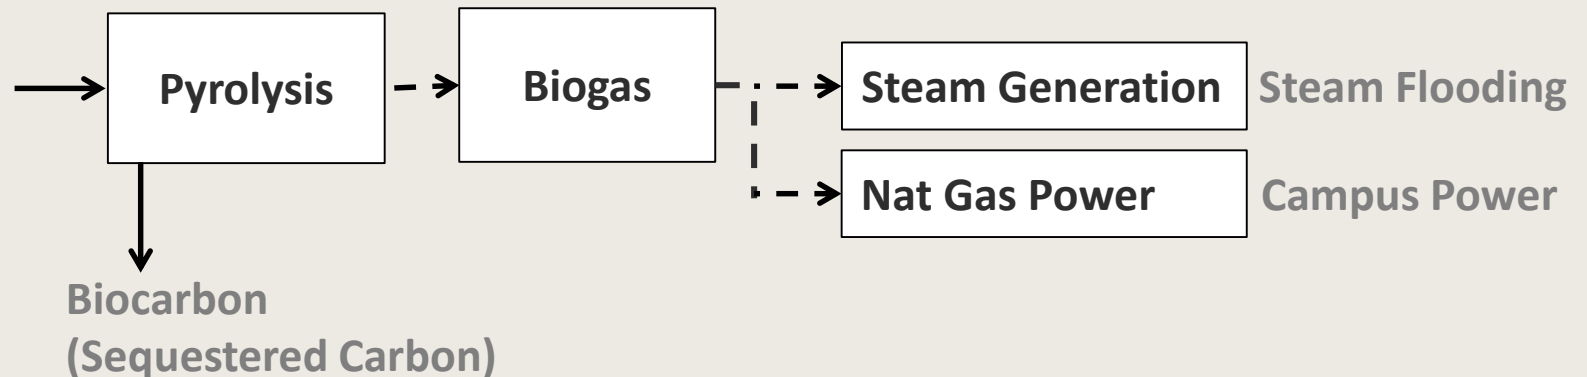 Pyrolysis
Biogas
Steam Generation
Steam Flooding
Nat Gas Power
Campus Power
Biocarbon
(Sequestered Carbon)